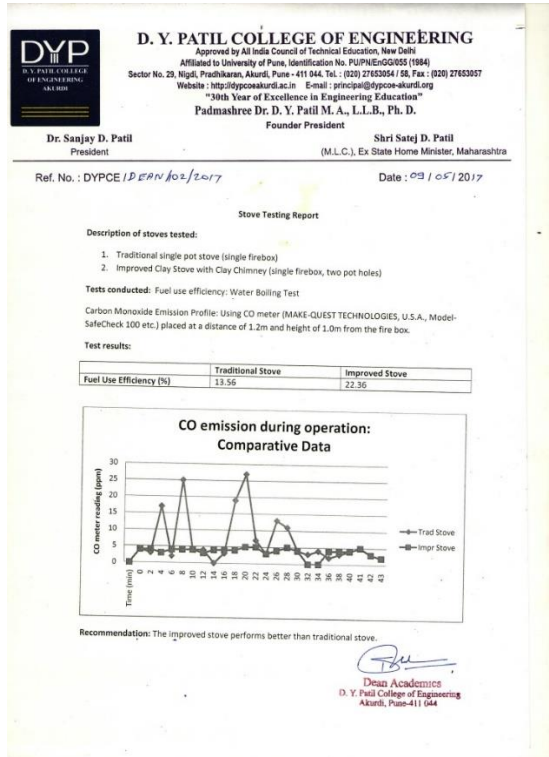 DYP
D. Y. PATIL COLLEGE
OF ENGINEERING
AKURDI
D. Y. PATIL COLLEGE OF ENGINEERING
Approved by All India Council of Technical Education, New Delhi
Affiliated to University of Pune, Identification No. PU/PN/EnGG/055 (1984)
Sector No. 29, Nigdi, Pradhikaran, Akurdi, Pune - 411 044. Tel. : (020) 27653054 / 58, Fax : (020) 27653057
Website : http://dypcoeakurdi.ac.in E-mail : principal@dypcoe-akurdi.org
"30th Year of Excellence in Engineering Education"
Padmashree Dr. D. Y. Patil M. A., L.L.B., Ph. D.
Founder President
Dr. Sanjay D. Patil
President
Shri Satej D. Patil
(M.L.C.), Ex State Home Minister, Maharashtra
Ref. No. : DYPCE / DEAN/02/2017 Date : 09 / 05 / 2017
Stove Testing Report
Description of stoves tested:
1. Traditional single pot stove (single firebox)
2. Improved Clay Stove with Clay Chimney (single firebox, two pot holes)
Tests conducted: Fuel use efficiency: Water Boiling Test
Carbon Monoxide Emission Profile: Using CO meter (MAKE-QUEST TECHNOLOGIES, U.S.A., Model-
SafeCheck 100 etc.) placed at a distance of 1.2m and height of 1.0m from the fire box.
Test results:
Traditional Stove Improved Stove
Fuel Use Efficiency (%) 13.56 22.36
CO emission during operation:
Comparative Data
CO meter reading (ppm)
30
25
20
15
10
5
0
Time (min) 0 2 4 6 8 10 12 14 16 18 20 22 24 26 28 30 32 34 36 38 40 41 42 43
Trad Stove
Impr Stove
Recommendation: The improved stove performs better than traditional stove.
Dean Academics
D. Y. Patil College of Engineering
Akurdi, Pune-411 044